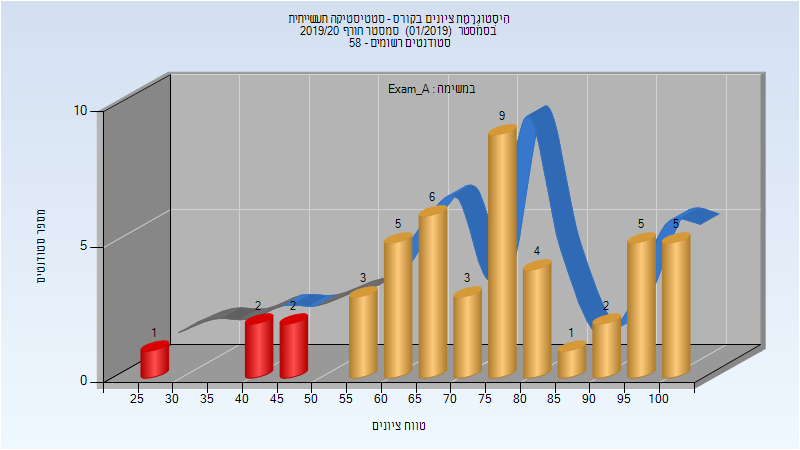 היסטוגרמת ציונים בקורס - סטטיסטיקה תעשייתית
בסמסטר (01/2019) סמסטר חורף 2019/20
סטודנטים רשומים - 58
במשימה : Exam_A
מספר סטודנטים
10
5
0
1
2
2
3
5
6
3
9
4
1
2
5
5
25 30 35 40 45 50 55 60 65 70 75 80 85 90 95 100
טווח ציונים